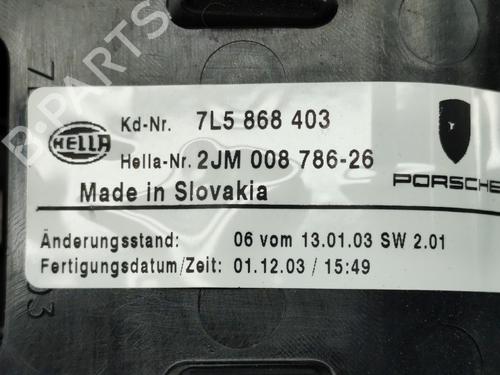 B-PARTS
HELLA
Kd-Nr. 7L5 868 403
Hella-Nr. 2JM 008 786-26
PORSCHE
Made in Slovakia
Änderungsstand: 06 vom 13.01.03 SW 2.01
Fertigungsdatum/Zeit: 01.12.03 / 15:49